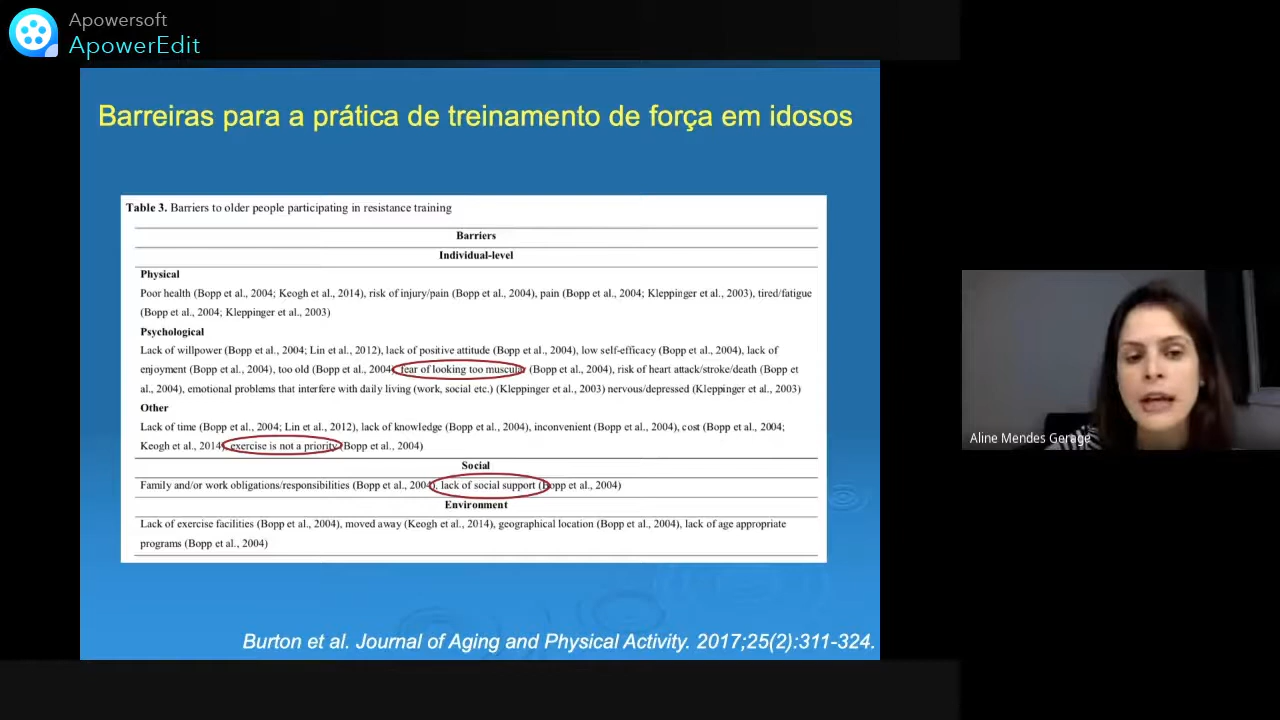 Apowersoft
ApowerEdit
Barreiras para a prática de treinamento de força em idosos
Table 3. Barriers to older people participating in resistance training
Barriers
Individual-level
Physical
Poor health (Bopp et al., 2004; Keogh et al., 2014), risk of injury/pain (Bopp et al., 2004), pain (Bopp et al., 2004; Kleppinger et al., 2003), tired/fatigue
(Bopp et al., 2004; Kleppinger et al., 2003)
Psychological
Lack of willpower (Bopp et al., 2004; Lin et al., 2012), lack of positive attitude (Bopp et al., 2004), low self-efficacy (Bopp et al., 2004), lack of
enjoyment (Bopp et al., 2004), too old (Bopp et al., 2004), fear of looking too muscular (Bopp et al., 2004), risk of heart attack/stroke/death (Bopp et
al., 2004), emotional problems that interfere with daily living (work, social etc.) (Kleppinger et al., 2003) nervous/depressed (Kleppinger et al., 2003)
Other
Lack of time (Bopp et al., 2004; Lin et al., 2012), lack of knowledge (Bopp et al., 2004), inconvenient (Bopp et al., 2004), cost (Bopp et al., 2004;
Keogh et al., 2014), exercise is not a priority (Bopp et al., 2004)
Social
Family and/or work obligations/responsibilities (Bopp et al., 2004), lack of social support (Bopp et al., 2004)
Environment
Lack of exercise facilities (Bopp et al., 2004), moved away (Keogh et al., 2014), geographical location (Bopp et al., 2004), lack of age appropriate
programs (Bopp et al., 2004)
Burton et al. Journal of Aging and Physical Activity. 2017;25(2):311-324.
Aline Mendes Gerage